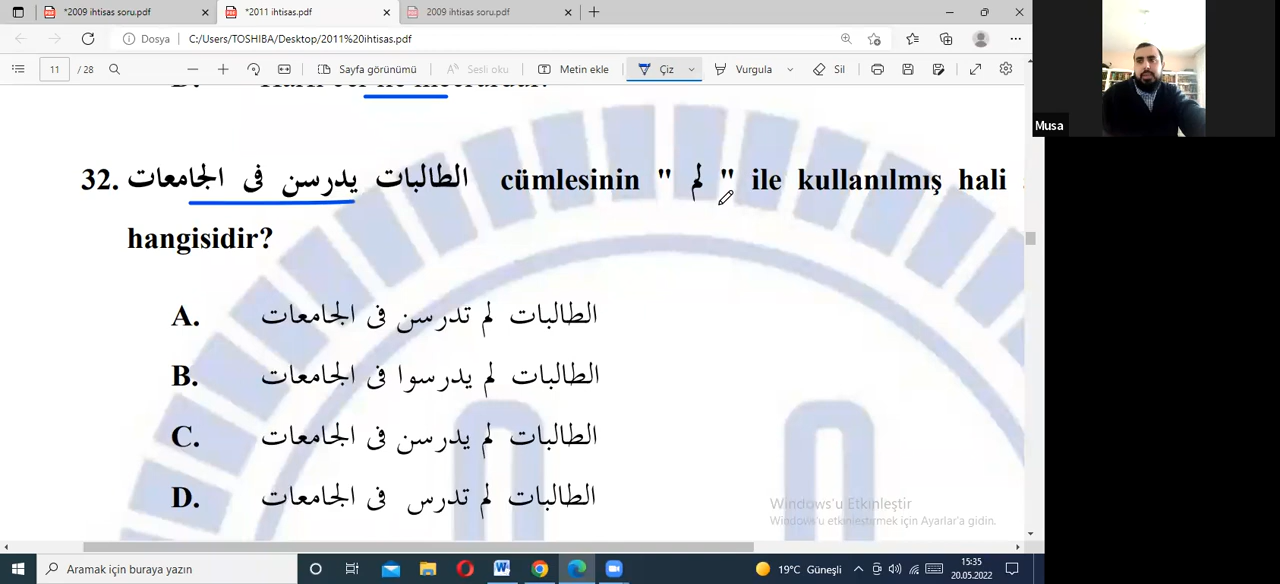 *2009 ihtisas soru.pdf
*2011 ihtisas.pdf
2009 ihtisas soru.pdf
Dosya C:/Users/TOSHIBA/Desktop/2011%20ihtisas.pdf
11 / 28 Sayfa görünümü Sesli oku Metin ekle Çiz Vurgula Sil
Musa
32. الطالبات يدرسن فى الجامعات cümlesinin " لم " ile kullanılmış hali
hangisidir?
A. الطالبات لم تدرسن فى الجامعات
B. الطالبات لم يدرسوا فى الجامعات
C. الطالبات لم يدرسن فى الجامعات
D. الطالبات لم تدرس فى الجامعات
Windows'u Etkinleştir
Windows'u etkinleştirmek için Ayarlar'a gidin.
Aramak için buraya yazın
19°C Güneşli
15:35
20.05.2022